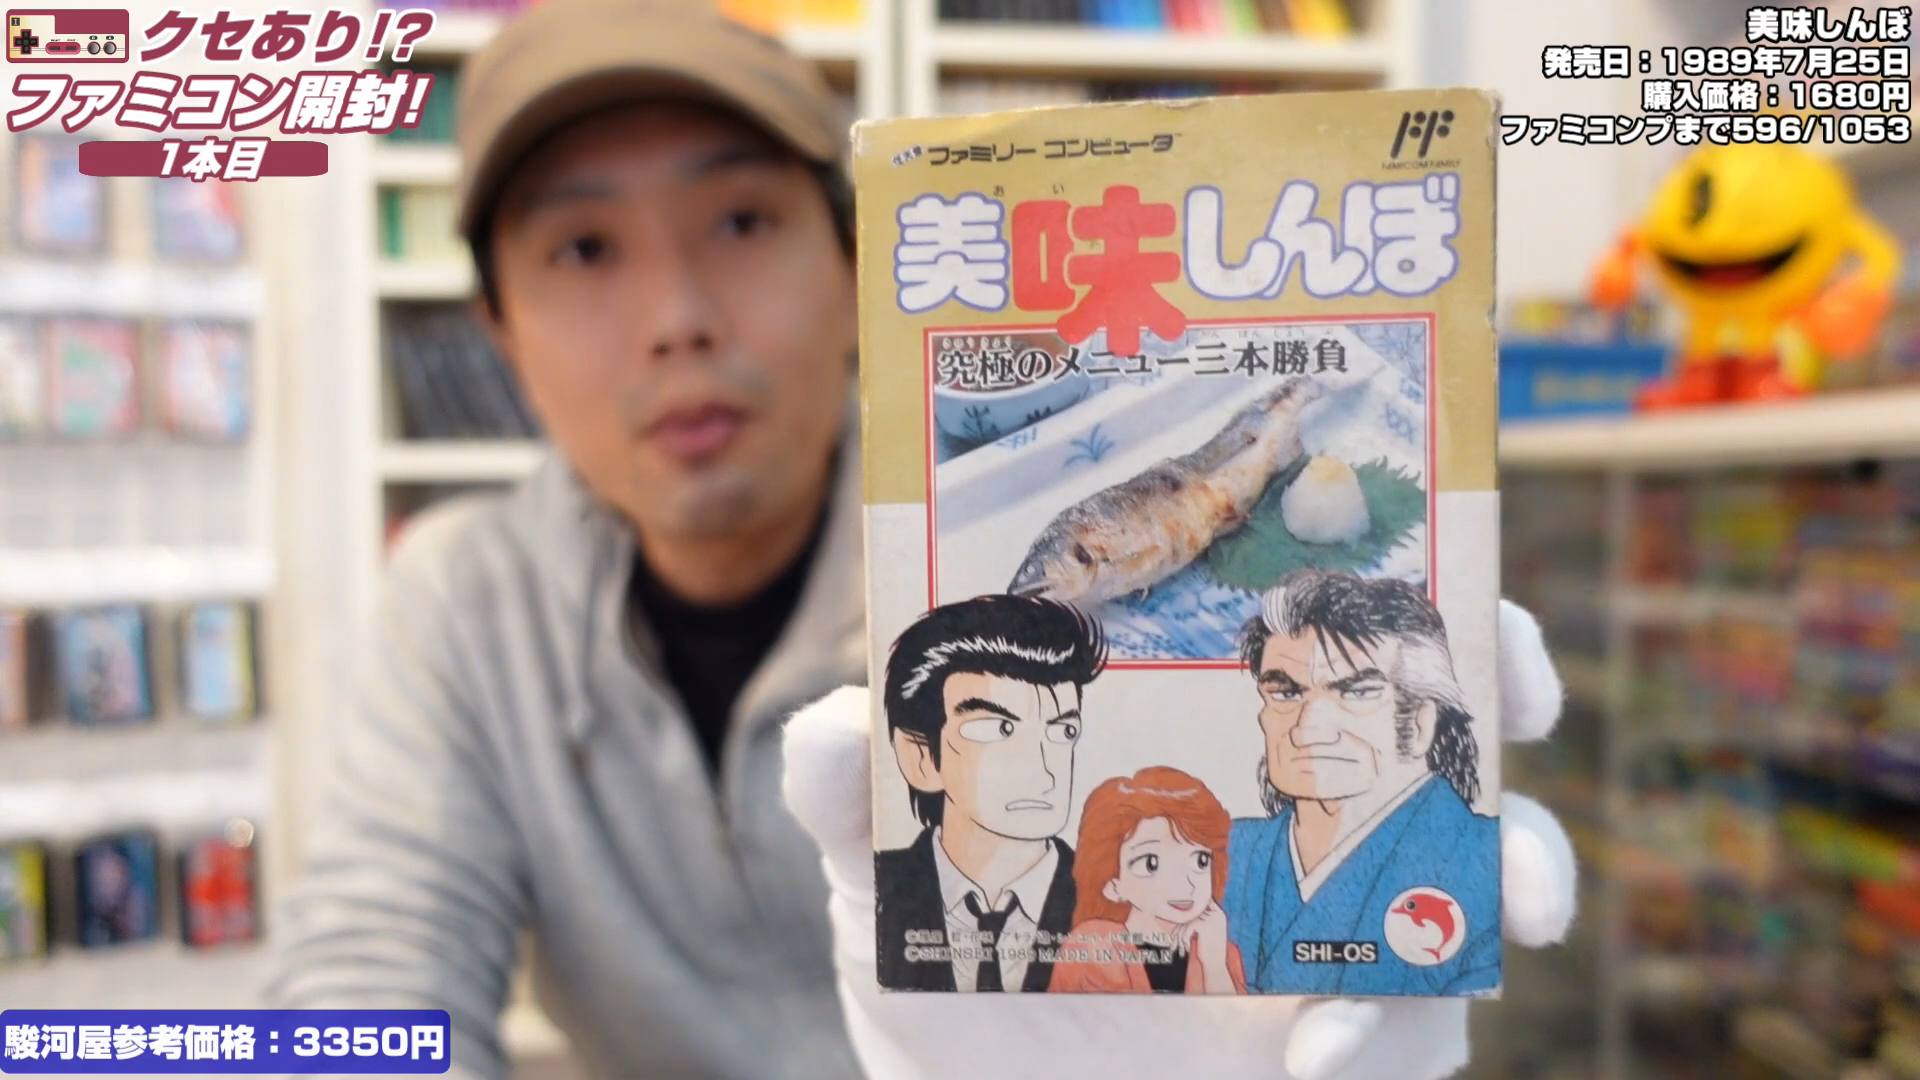 クセあり!?
ファミコン開封!
1本目
美味しんぼ
発売日：1989年7月25日
購入価格：1680円
ファミコンプまで596/1053
ファミリー コンピュータ
FAMICOM FAMILY
おい
美味しんぼ
究極のメニュー三本勝負
SHI-OS
©SHINSEI 1989 MADE IN JAPAN
駿河屋参考価格：3350円